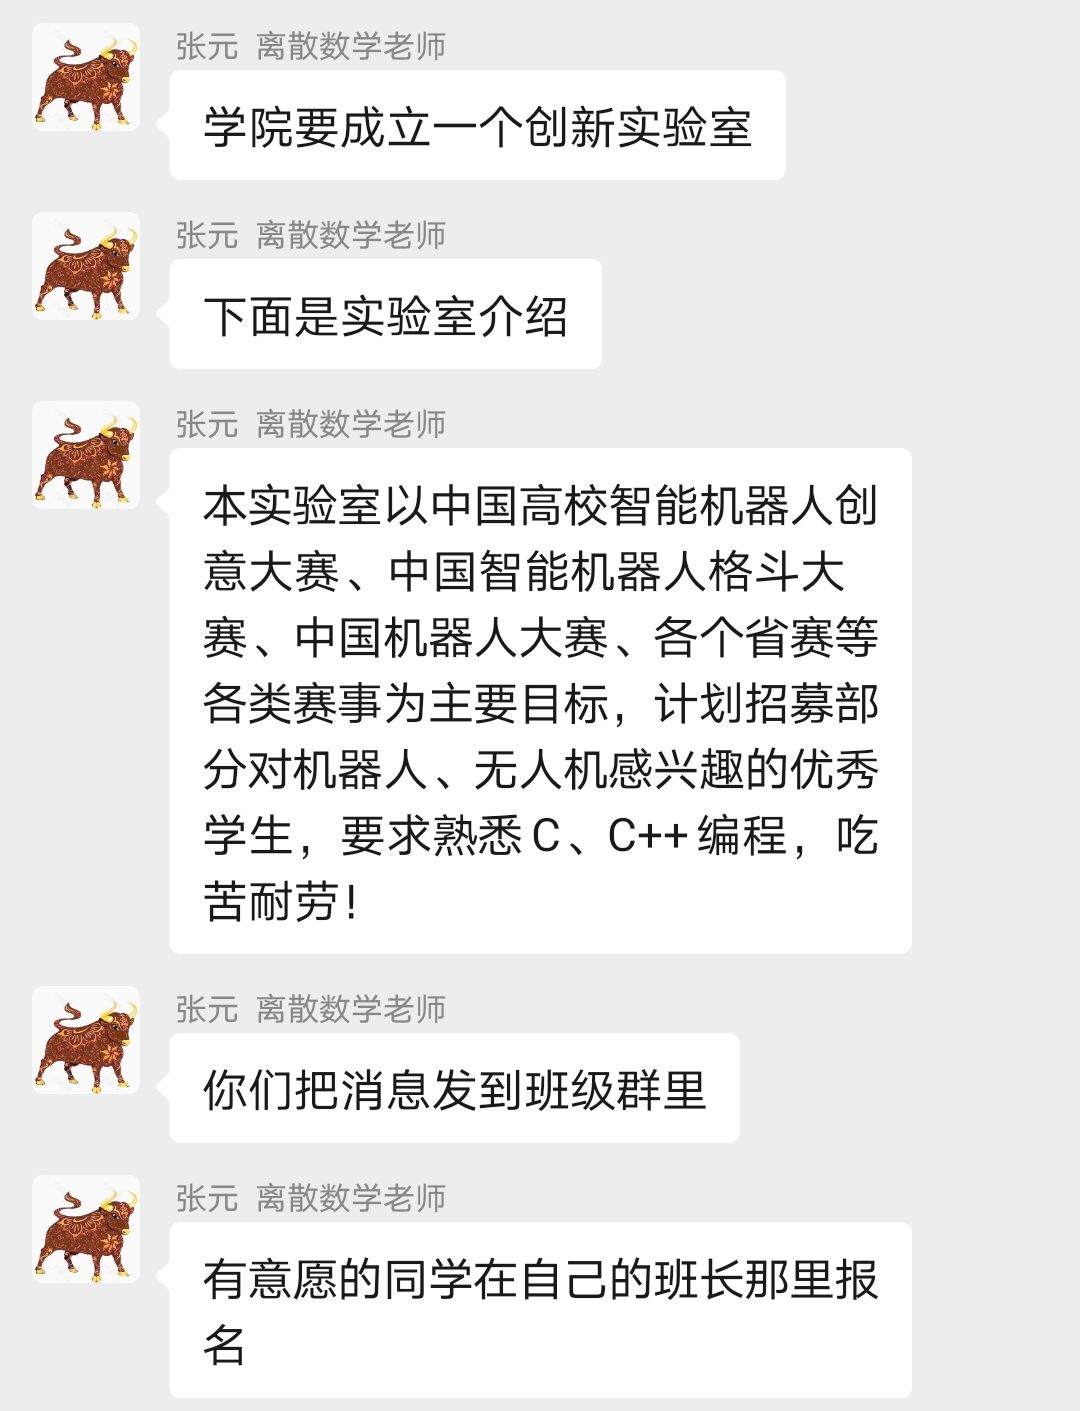 张元 离散数学老师
学院要成立一个创新实验室
张元 离散数学老师
下面是实验室介绍
张元 离散数学老师
本实验室以中国高校智能机器人创
意大赛、中国智能机器人格斗大
赛、中国机器人大赛、各个省赛等
各类赛事为主要目标，计划招募部
分对机器人、无人机感兴趣的优秀
学生，要求熟悉C、C++编程，吃
苦耐劳！
张元 离散数学老师
你们把消息发到班级群里
张元 离散数学老师
有意愿的同学在自己的班长那里报
名